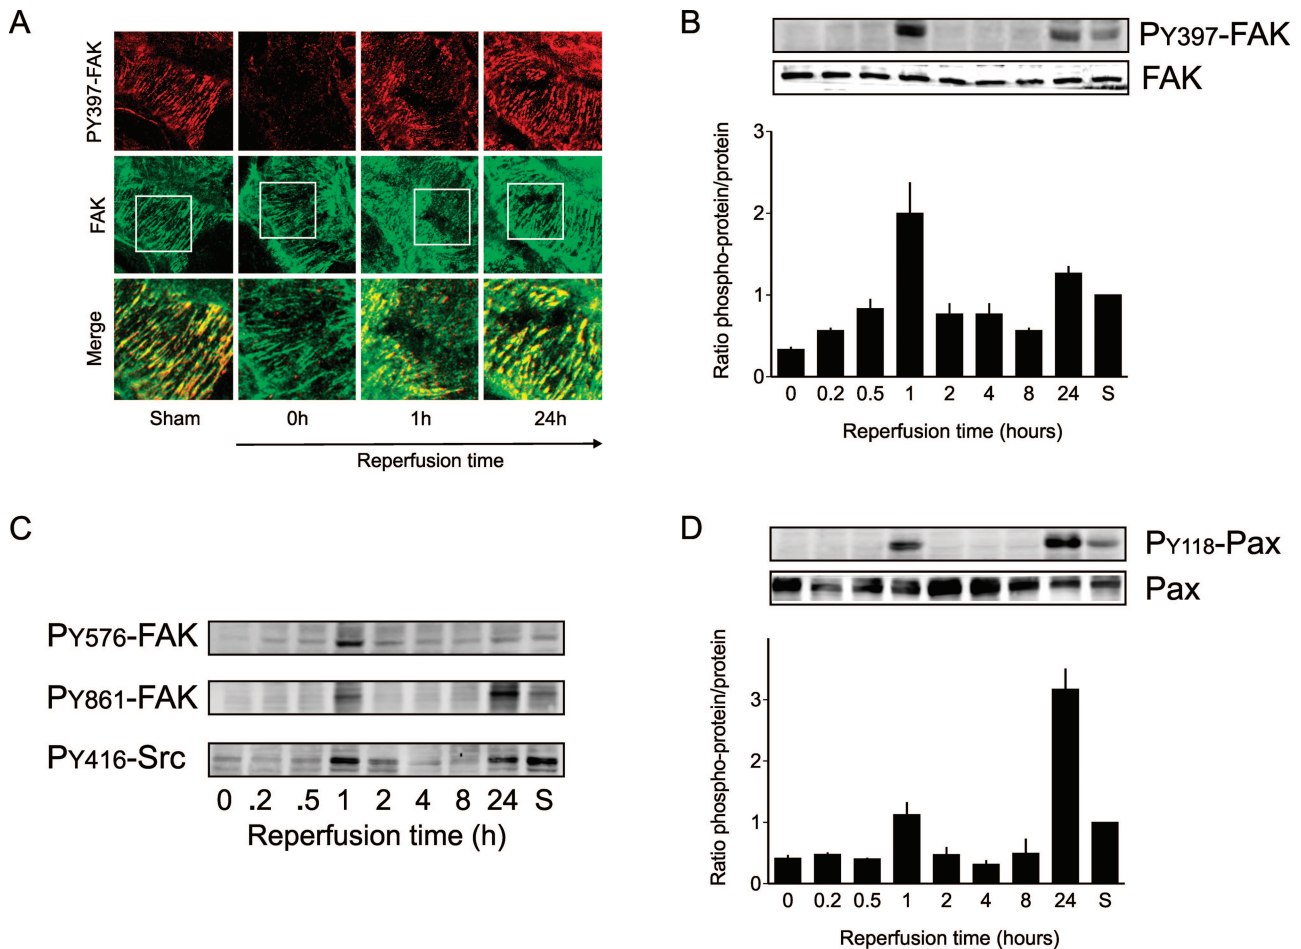 A
PY397-FAK
FAK
Merge
Sham
0h
1h
24h
Reperfusion time
B
PY397-FAK
FAK
Ratio phospho-protein/protein
3
2
1
0
0 0.2 0.5 1 2 4 8 24 S
Reperfusion time (hours)
C
PY576-FAK
PY861-FAK
PY416-Src
0 .2 .5 1 2 4 8 24 S
Reperfusion time (h)
D
PY118-Pax
Pax
Ratio phospho-protein/protein
3
2
1
0
0 0.2 0.5 1 2 4 8 24 S
Reperfusion time (hours)